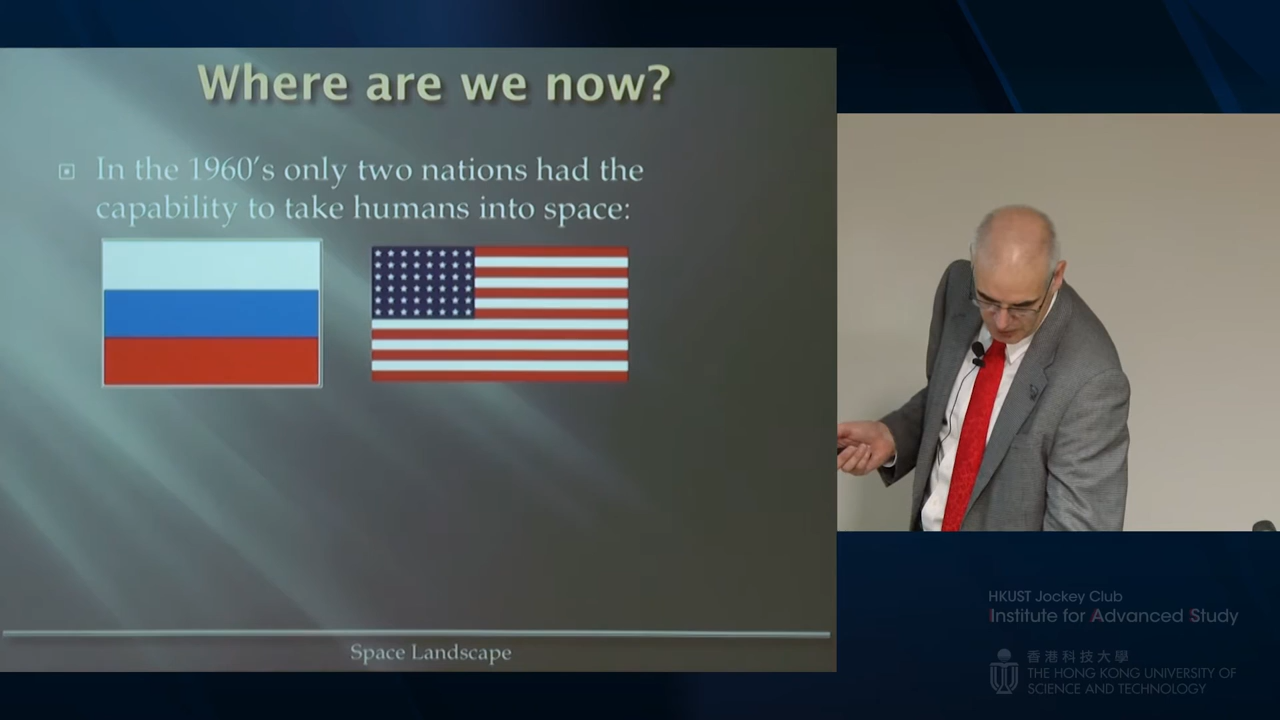 Where are we now?
In the 1960's only two nations had the
capability to take humans into space:
Space Landscape
HKUST Jockey Club
Institute for Advanced Study
香港科技大學
THE HONG KONG UNIVERSITY OF
SCIENCE AND TECHNOLOGY